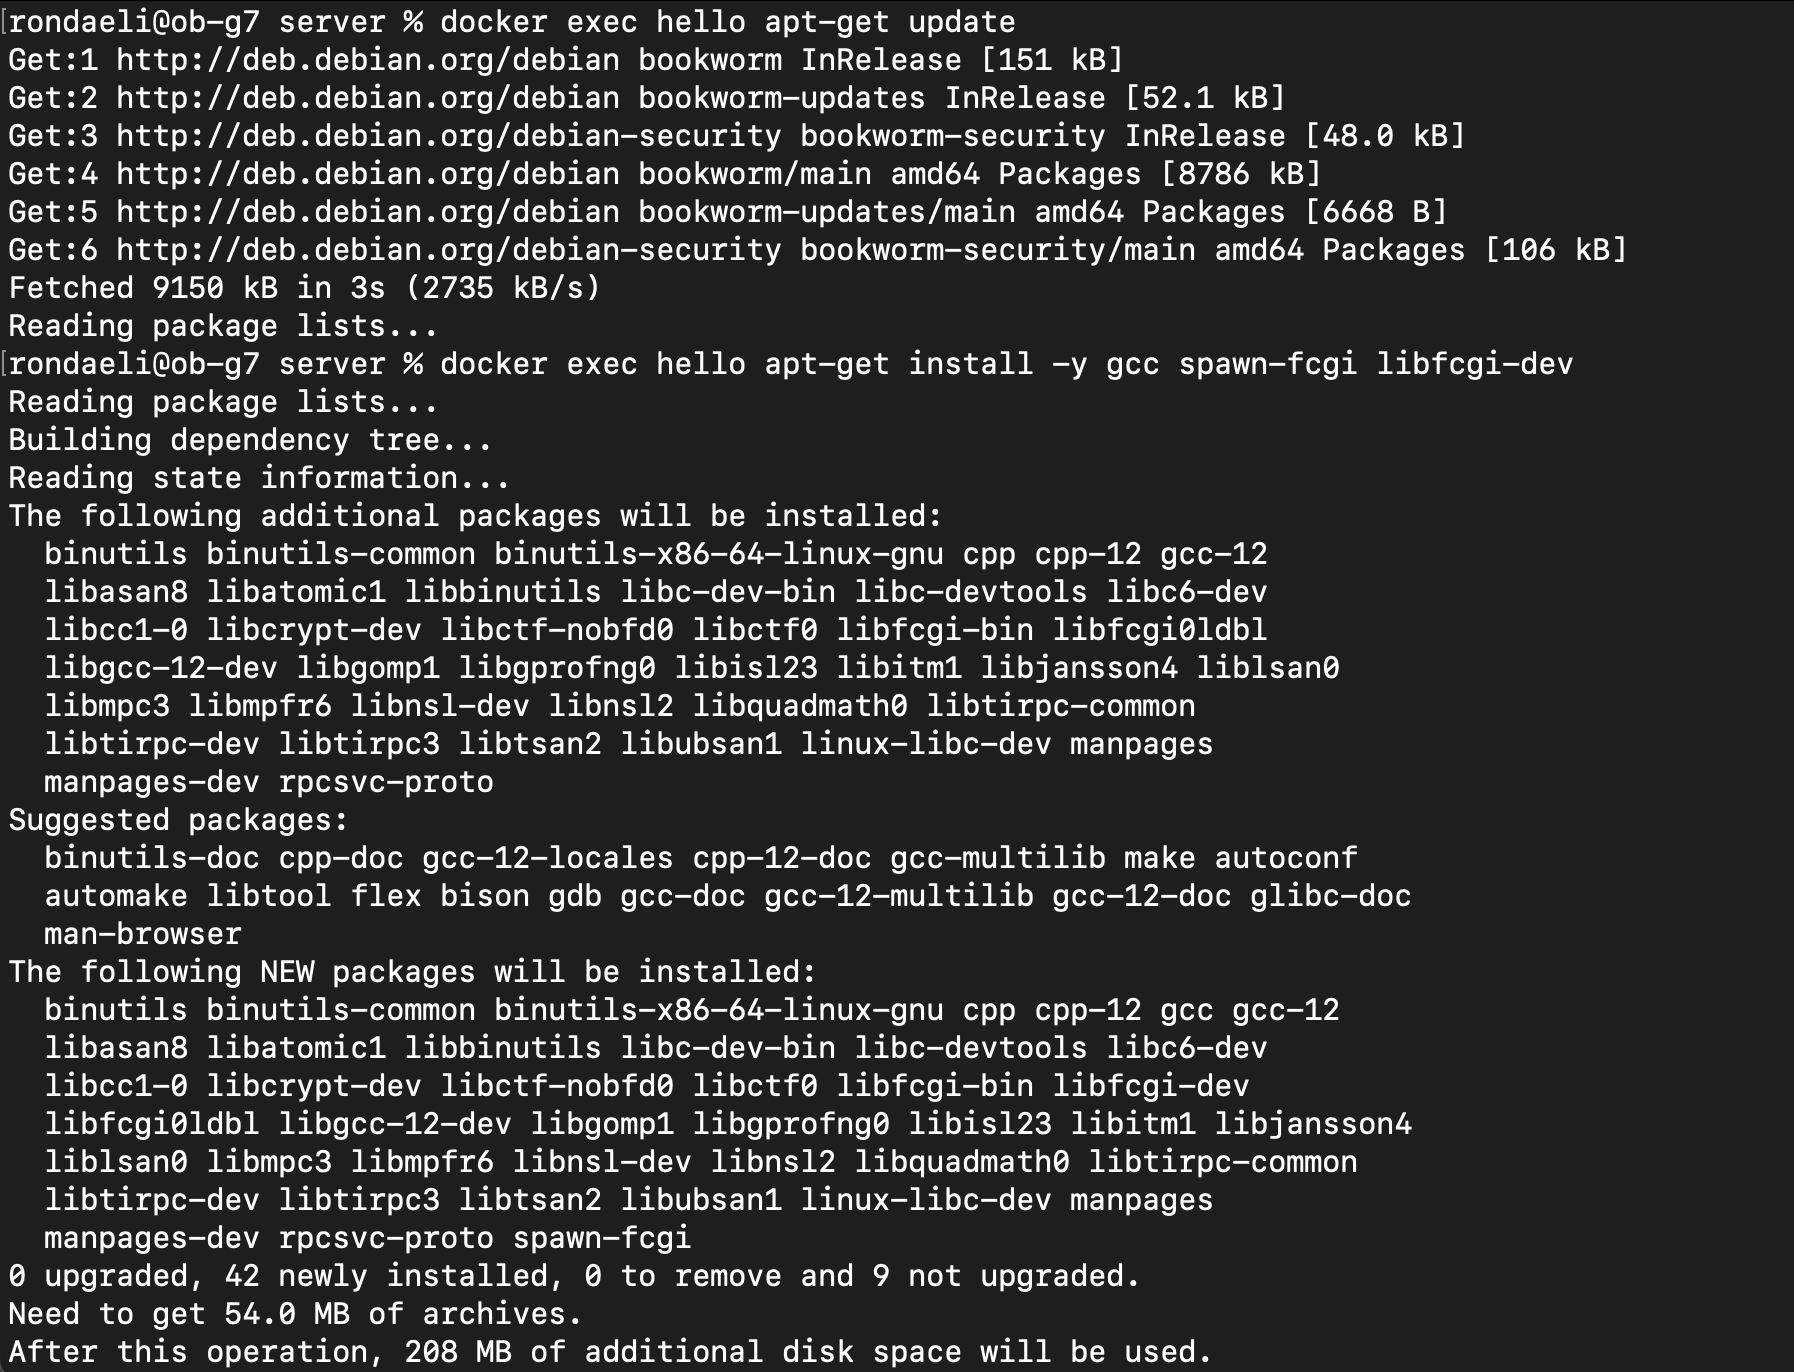 [rondaeli@ob-g7 server % docker exec hello apt-get update
Get:1 http://deb.debian.org/debian bookworm InRelease [151 kB]
Get:2 http://deb.debian.org/debian bookworm-updates InRelease [52.1 kB]
Get:3 http://deb.debian.org/debian-security bookworm-security InRelease [48.0 kB]
Get:4 http://deb.debian.org/debian bookworm/main amd64 Packages [8786 kB]
Get:5 http://deb.debian.org/debian bookworm-updates/main amd64 Packages [6668 B]
Get:6 http://deb.debian.org/debian-security bookworm-security/main amd64 Packages [106 kB]
Fetched 9150 kB in 3s (2735 kB/s)
Reading package lists...
[rondaeli@ob-g7 server % docker exec hello apt-get install -y gcc spawn-fcgi libfcgi-dev
Reading package lists...
Building dependency tree...
Reading state information...
The following additional packages will be installed:
  binutils binutils-common binutils-x86-64-linux-gnu cpp cpp-12 gcc-12
  libasan8 libatomic1 libbinutils libc-dev-bin libc-devtools libc6-dev
  libcc1-0 libcrypt-dev libctf-nobfd0 libctf0 libfcgi-bin libfcgi0ldbl
  libgcc-12-dev libgomp1 libgprofng0 libisl23 libitm1 libjansson4 liblsan0
  libmpc3 libmpfr6 libnsl-dev libnsl2 libquadmath0 libtirpc-common
  libtirpc-dev libtirpc3 libtsan2 libubsan1 linux-libc-dev manpages
  manpages-dev rpcsvc-proto
Suggested packages:
  binutils-doc cpp-doc gcc-12-locales cpp-12-doc gcc-multilib make autoconf
  automake libtool flex bison gdb gcc-doc gcc-12-multilib gcc-12-doc glibc-doc
  man-browser
The following NEW packages will be installed:
  binutils binutils-common binutils-x86-64-linux-gnu cpp cpp-12 gcc gcc-12
  libasan8 libatomic1 libbinutils libc-dev-bin libc-devtools libc6-dev
  libcc1-0 libcrypt-dev libctf-nobfd0 libctf0 libfcgi-bin libfcgi-dev
  libfcgi0ldbl libgcc-12-dev libgomp1 libgprofng0 libisl23 libitm1 libjansson4
  liblsan0 libmpc3 libmpfr6 libnsl-dev libnsl2 libquadmath0 libtirpc-common
  libtirpc-dev libtirpc3 libtsan2 libubsan1 linux-libc-dev manpages
  manpages-dev rpcsvc-proto spawn-fcgi
0 upgraded, 42 newly installed, 0 to remove and 9 not upgraded.
Need to get 54.0 MB of archives.
After this operation, 208 MB of additional disk space will be used.